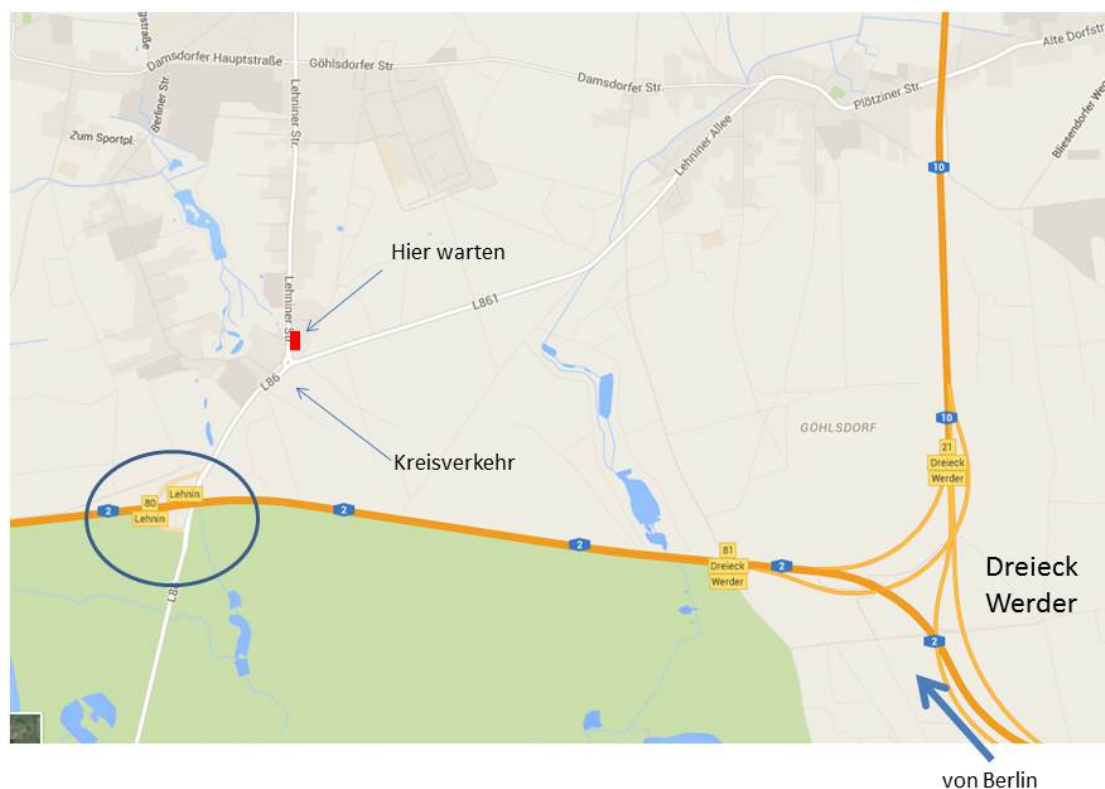 Damsdorfer Hauptstraße
Göhlsdorfer Str.
Damsdorfer Str.
Alte Dorfstr
Plötziner Str.
Berliner Str.
Lehniner Str.
Zum Sportpl.
Lehniner Allee
Bliesendorfer We
10
Hier warten
Lehniner Str.
L861
L86
Kreisverkehr
GÖHLSDORF
10
21
Dreieck
Werder
80
Lehnin
Lehnin
2
2
2
81
Dreieck
Werder
2
Dreieck
Werder
2
von Berlin